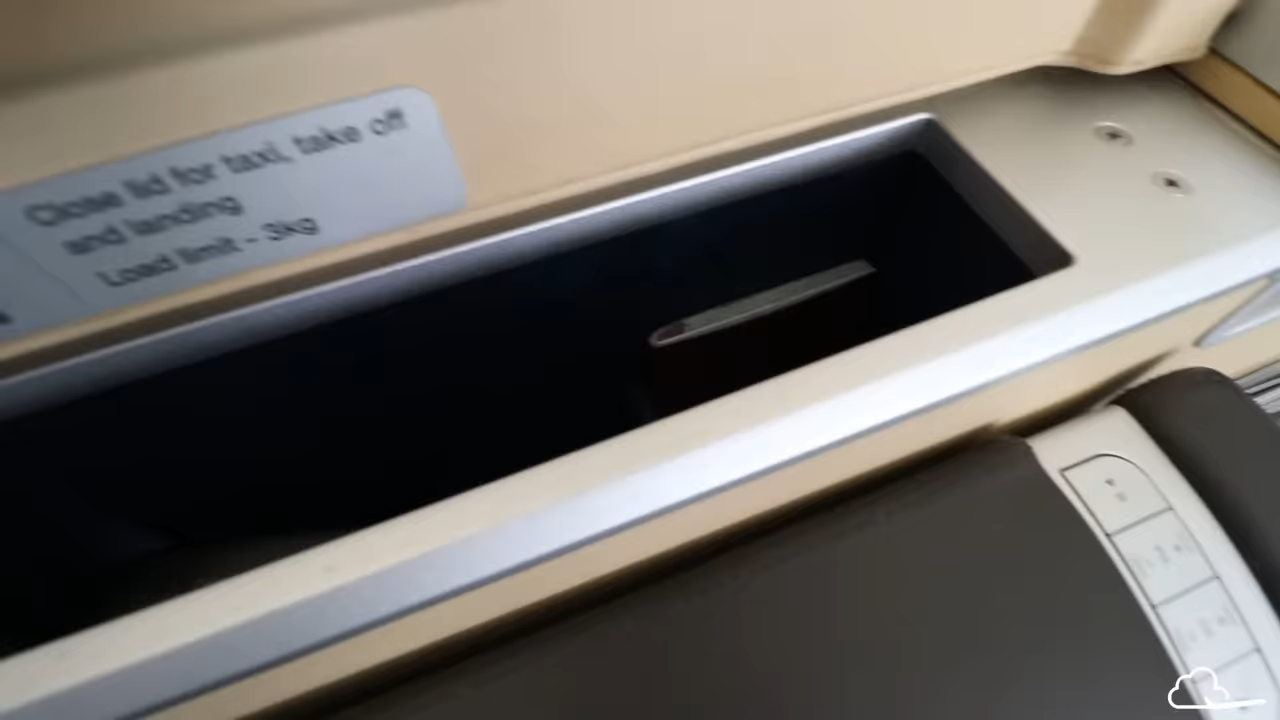 Close lid for taxi, take off
and landing
Load limit - 3kg